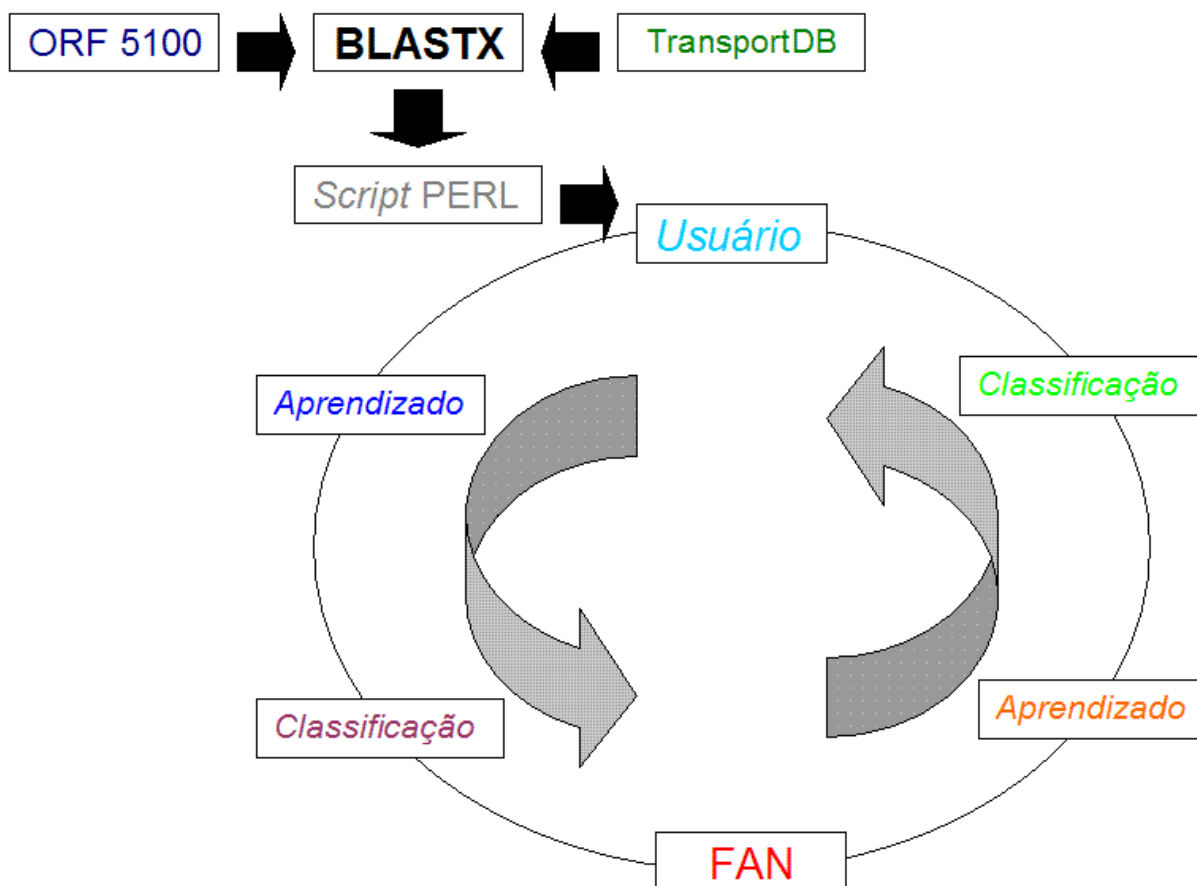 ORF 5100
BLASTX
TransportDB
Script PERL
Usuário
Aprendizado
Classificação
Classificação
Aprendizado
FAN